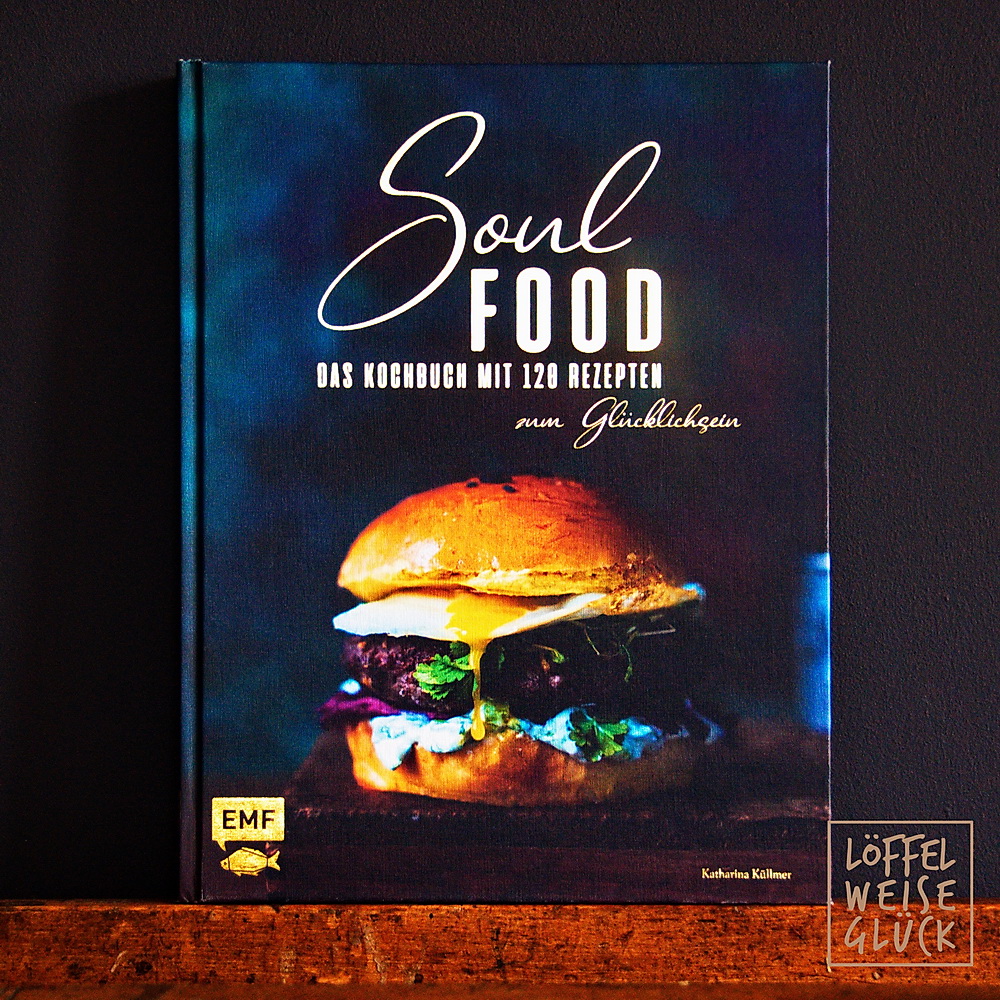 Soul
FOOD
DAS KOCHBUCH MIT 120 REZEPTEN
zum Glücklichsein
EMF
Katharina Küllmer
LÖFFEL
WEISE
GLÜCK